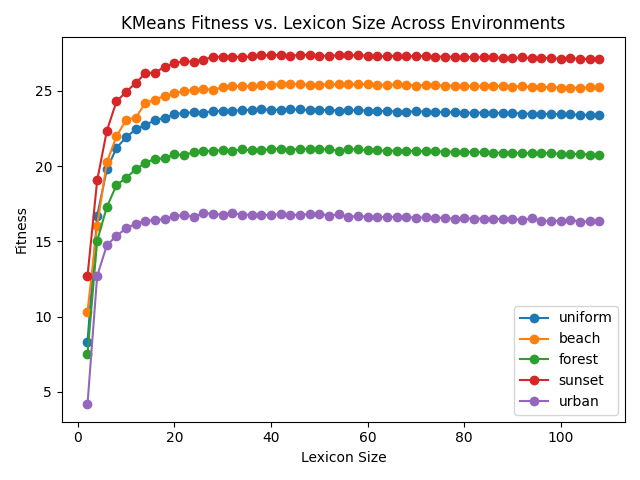 KMeans Fitness vs. Lexicon Size Across Environments
Fitness
25
20
15
10
5
0
20
40
60
80
100
Lexicon Size
uniform
beach
forest
sunset
urban